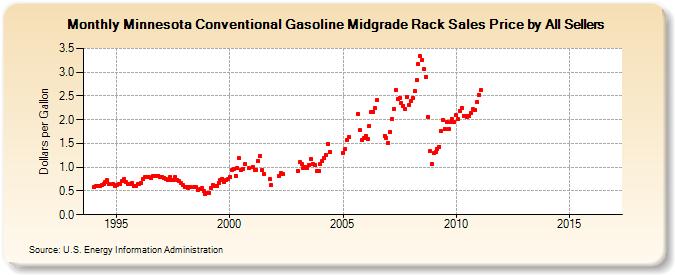 Monthly Minnesota Conventional Gasoline Midgrade Rack Sales Price by All Sellers
Dollars per Gallon
3.5
3.0
2.5
2.0
1.5
1.0
0.5
0.0
1995 2000 2005 2010 2015
Source: U.S. Energy Information Administration